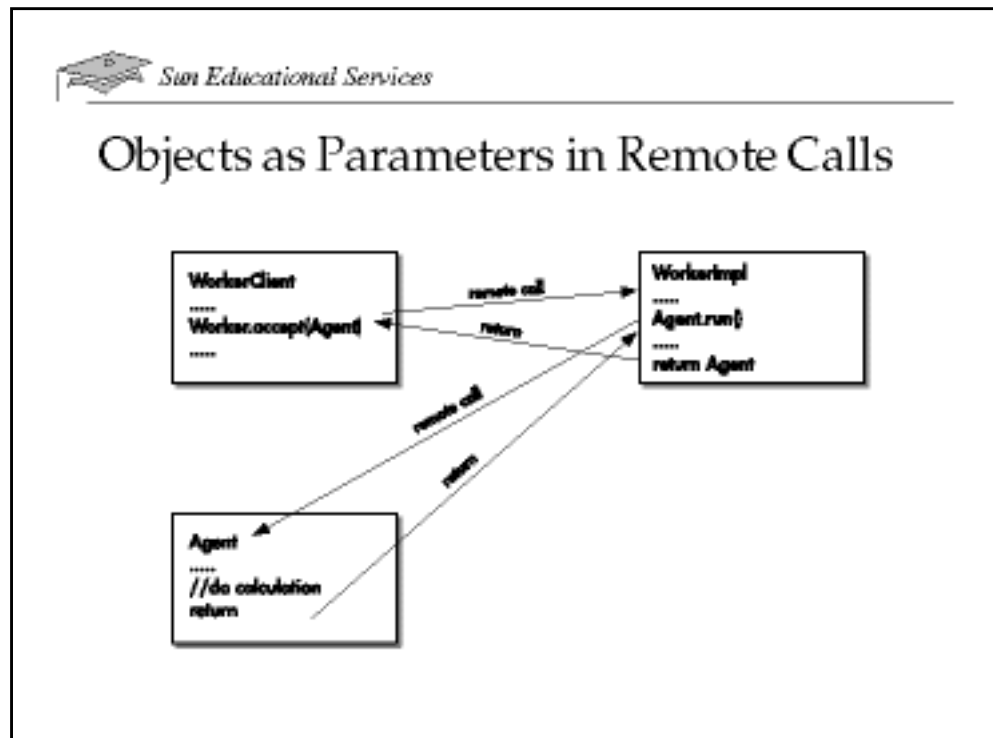 Sun Educational Services
Objects as Parameters in Remote Calls
WorkerClient
.....
Worker.accept(Agent)
.....
remote call
return
WorkerImpl
.....
Agent.run()
.....
return Agent
remote call
return
Agent
.....
//do calculation
return